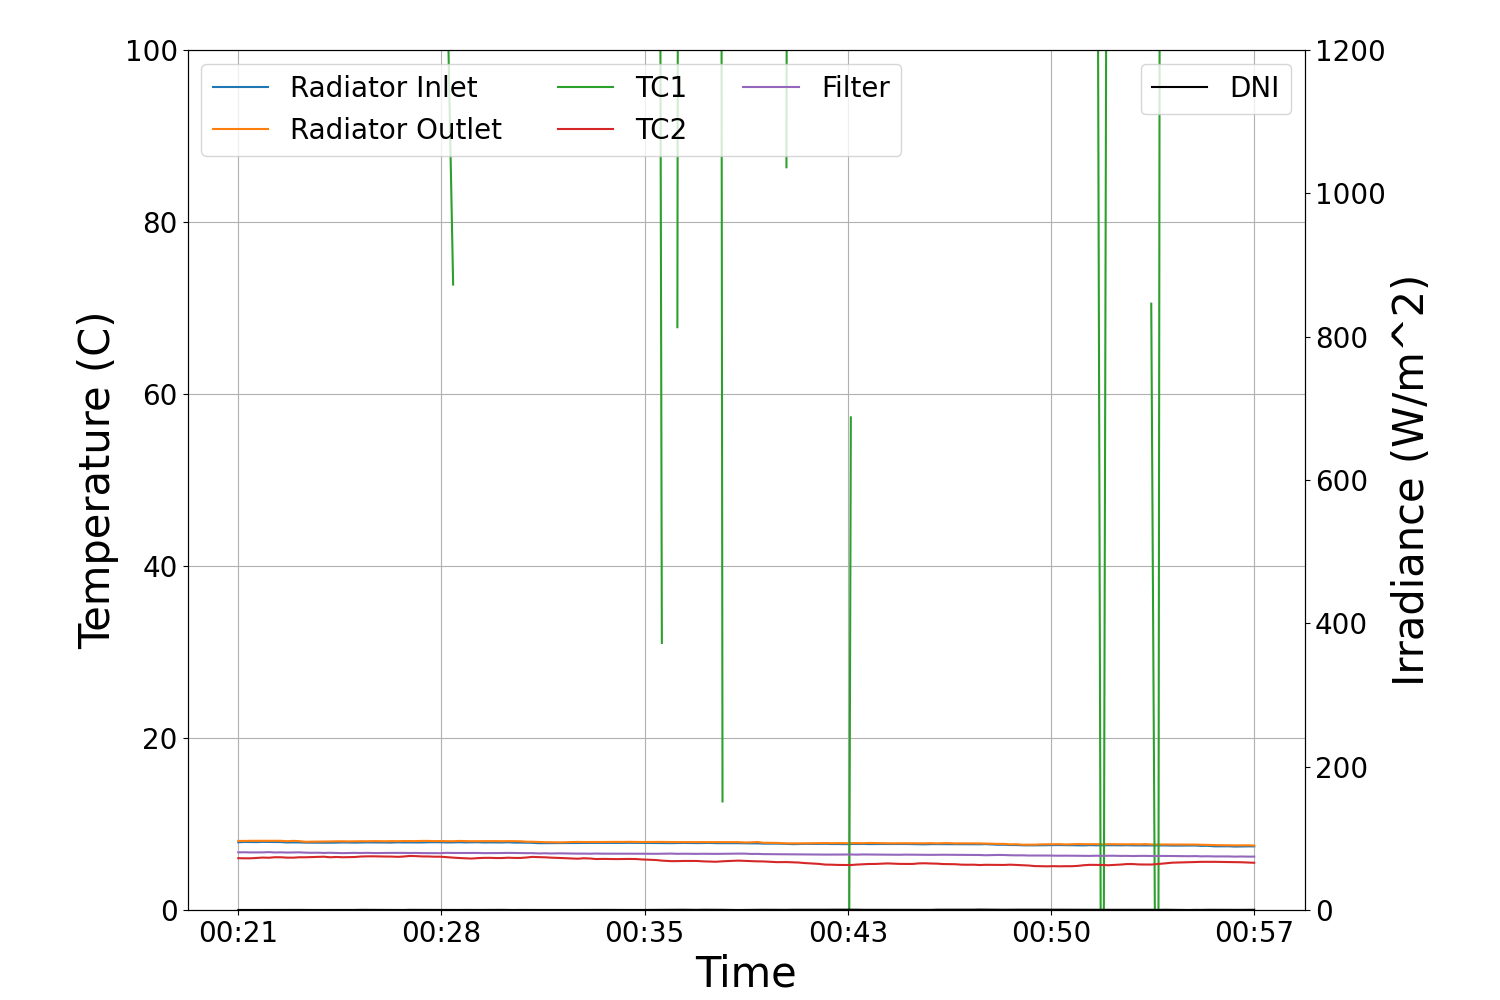 100
80
60
40
20
0
Temperature (C)
Radiator Inlet
Radiator Outlet
TC1
TC2
Filter
DNI
1200
1000
800
600
400
200
0
Irradiance (W/m^2)
00:21 00:28 00:35 00:43 00:50 00:57
Time